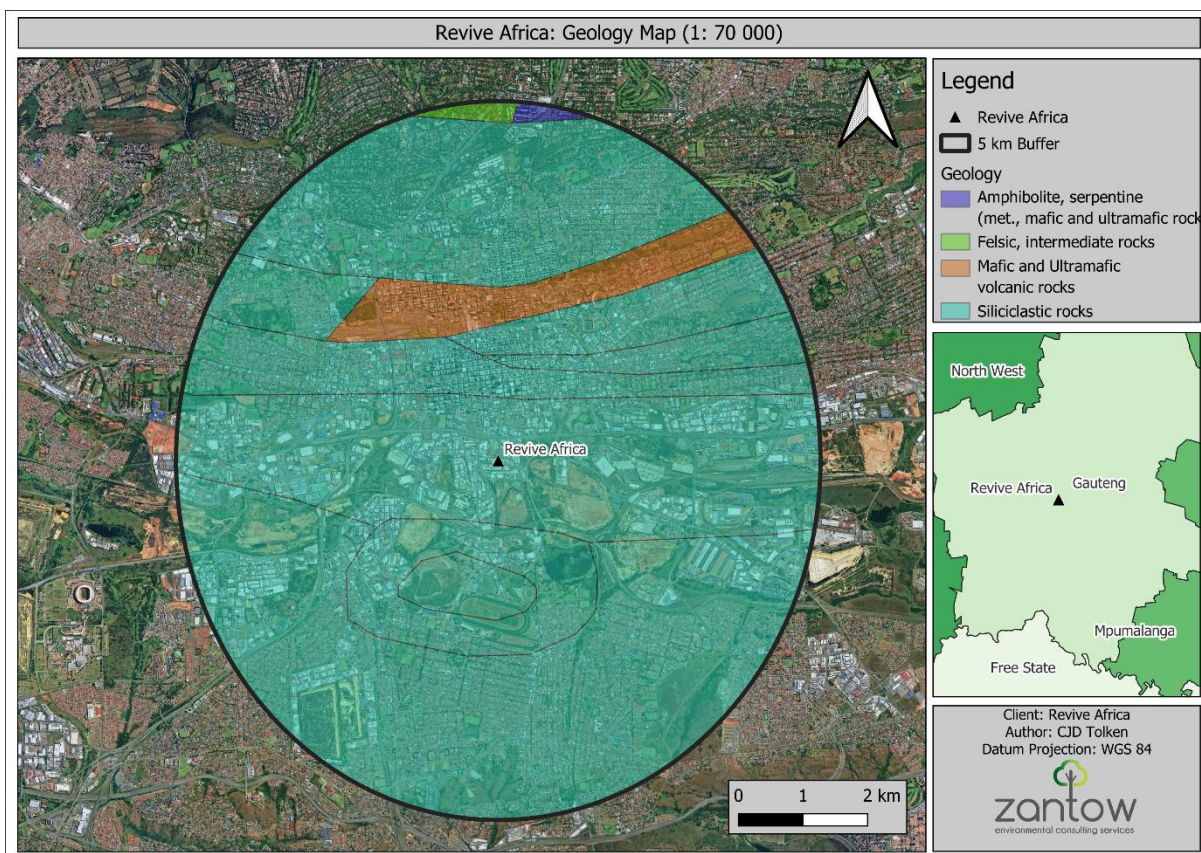 Revive Africa: Geology Map (1: 70 000)
Revive Africa
0 1 2 km
Legend
Revive Africa
5 km Buffer
Geology
Amphibolite, serpentine
(met., mafic and ultramafic rock
Felsic, intermediate rocks
Mafic and Ultramafic
volcanic rocks
Siliciclastic rocks
North West
Revive Africa
Gauteng
Mpumalanga
Free State
Client: Revive Africa
Author: CJD Tolken
Datum Projection: WGS 84
zantow
environmental consulting services